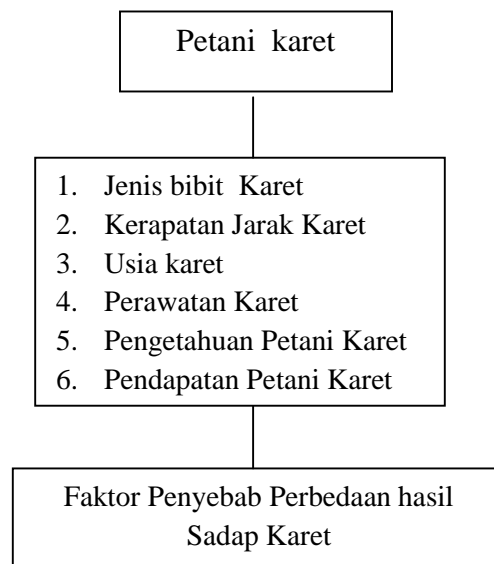 Petani karet
1. Jenis bibit Karet
2. Kerapatan Jarak Karet
3. Usia karet
4. Perawatan Karet
5. Pengetahuan Petani Karet
6. Pendapatan Petani Karet
Faktor Penyebab Perbedaan hasil
Sadap Karet